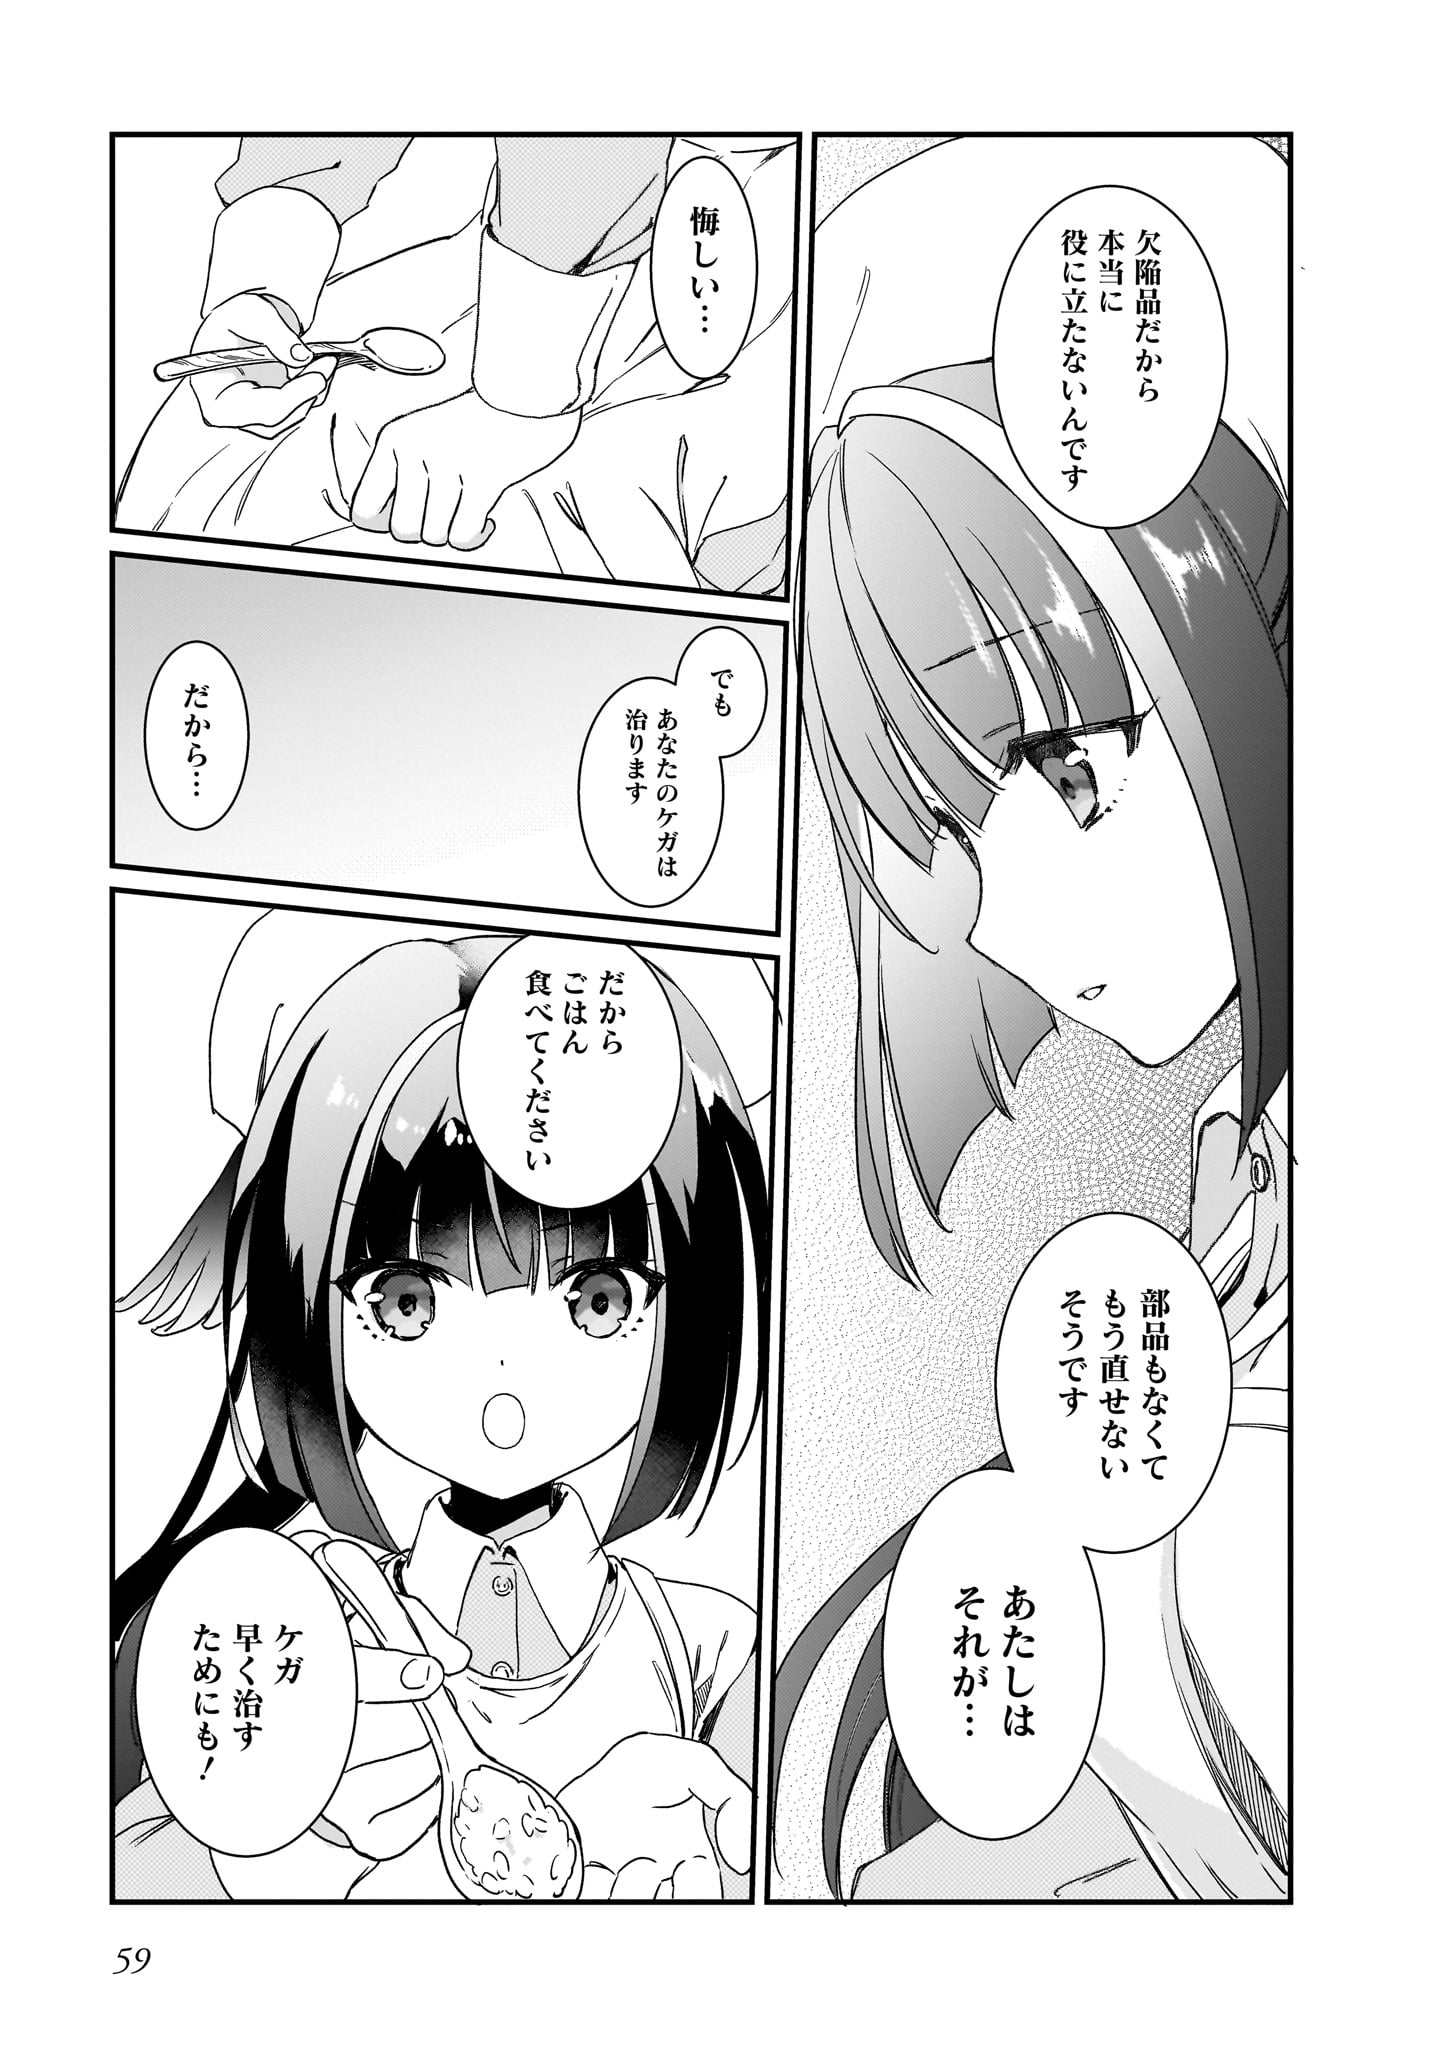 欠陥品だから
本当に
役に立たないんです
部品もなくて
もう直せない
そうです
あたしは
それが…
悔しい…
でも
あなたのケガは
治ります
だから…
だから
ごはん
食べてください
ケガ
早く治す
ためにも!
59